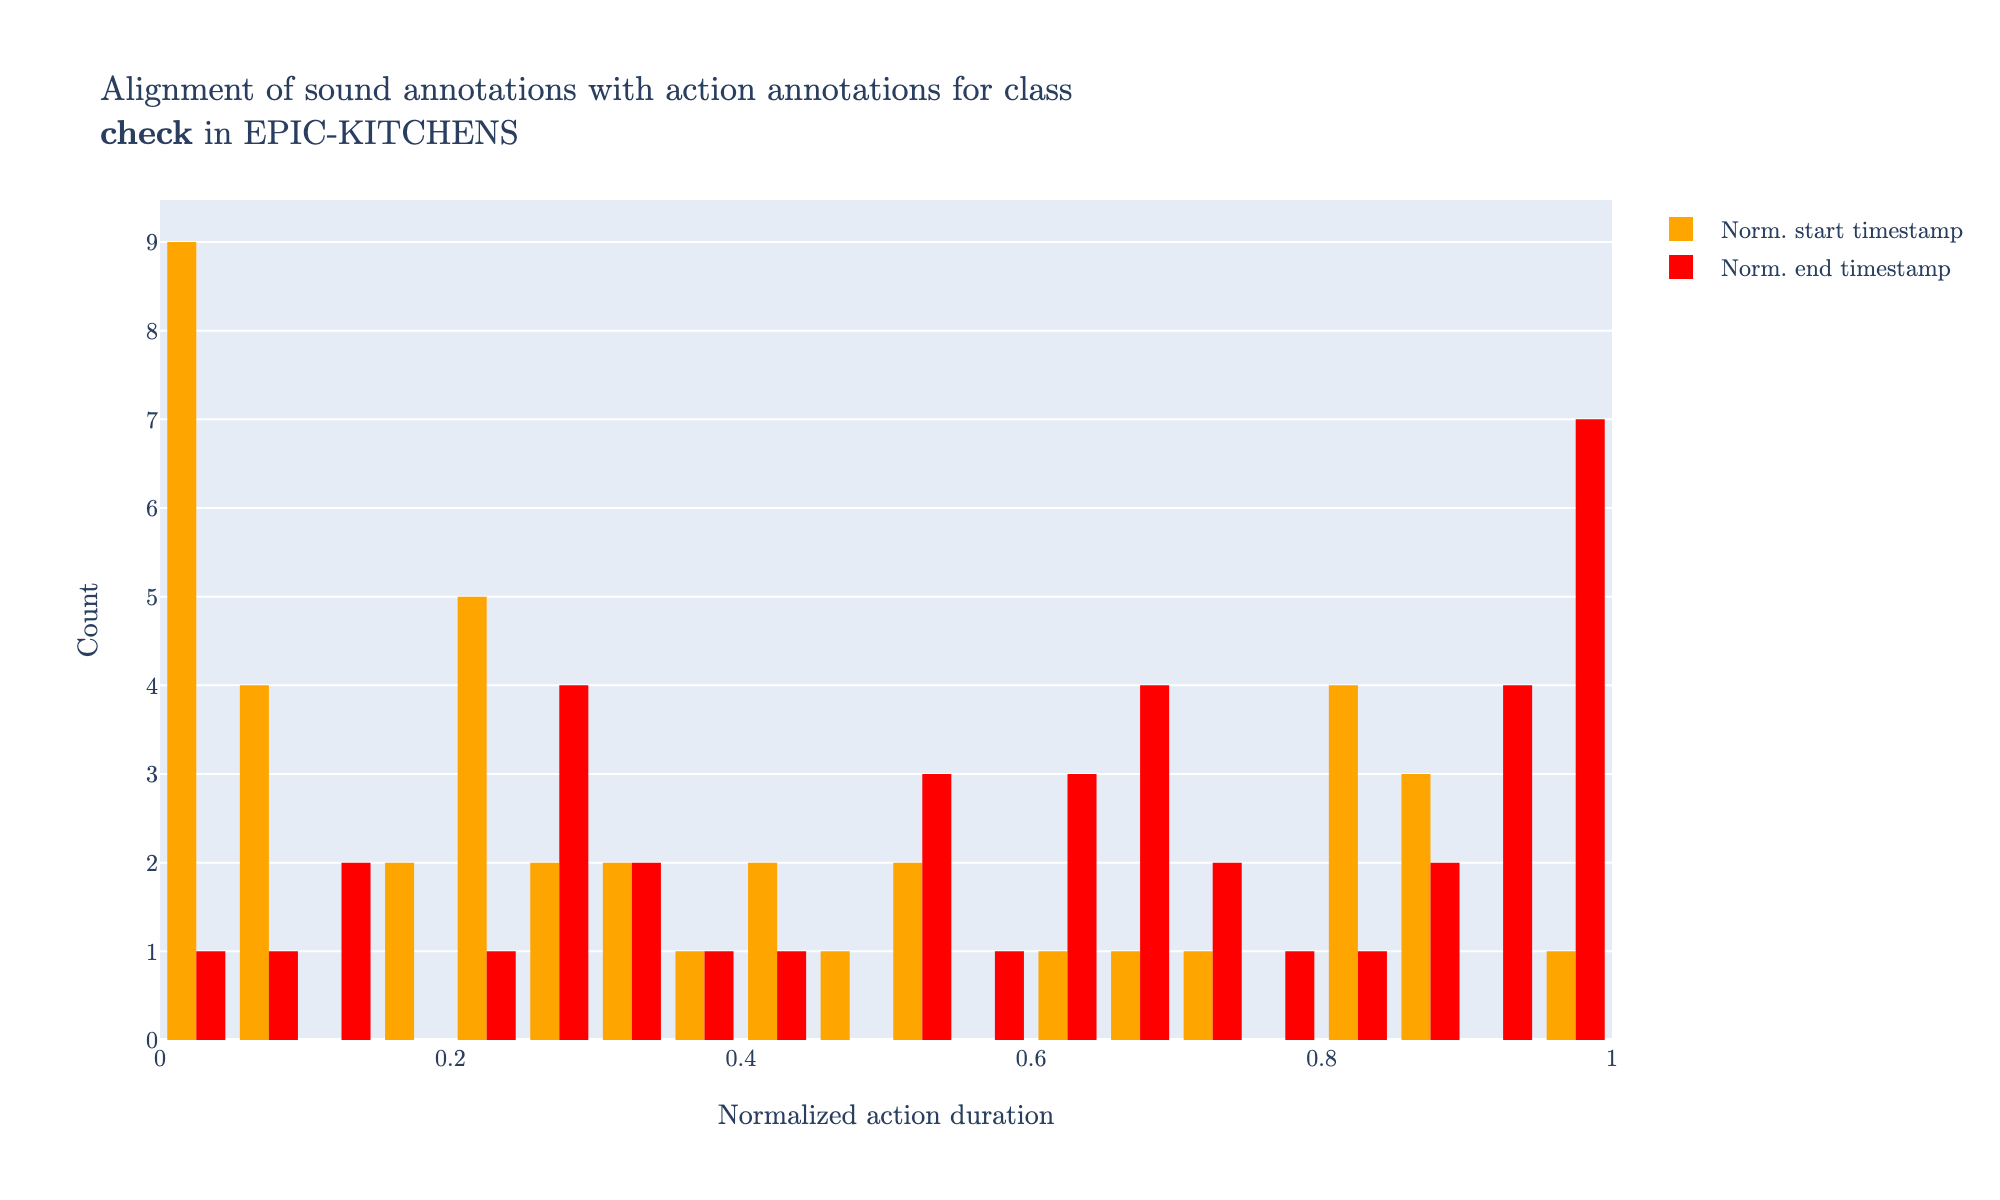 Alignment of sound annotations with action annotations for class
check in EPIC-KITCHENS
Norm. start timestamp
Norm. end timestamp
Count
9
8
7
6
5
4
3
2
1
0
0 0.2 0.4 0.6 0.8 1
Normalized action duration